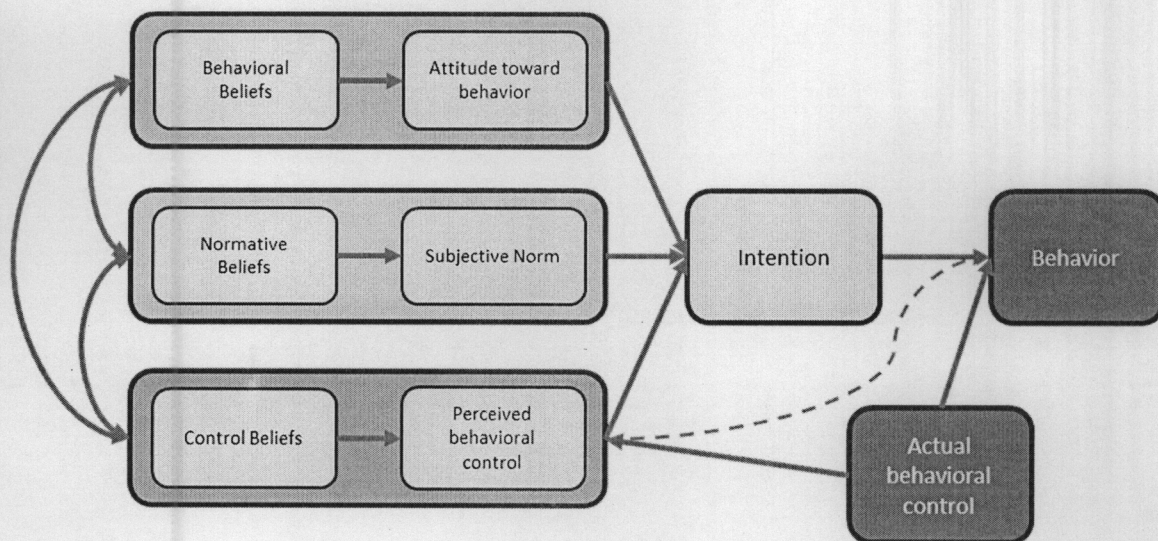 Behavioral
Beliefs
Attitude toward
behavior
Normative
Beliefs
Subjective Norm
Control Beliefs
Perceived
behavioral
control
Intention
Behavior
Actual
behavioral
control